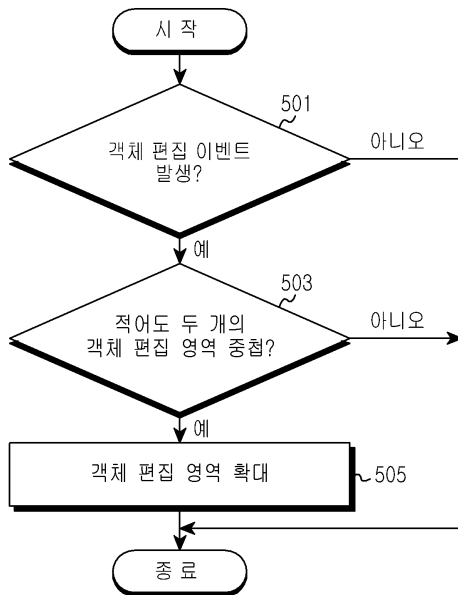 시 작
501
객체 편집 이벤트
발생?
아니오
예
503
적어도 두 개의
객체 편집 영역 중첩?
아니오
예
객체 편집 영역 확대
505
종 료